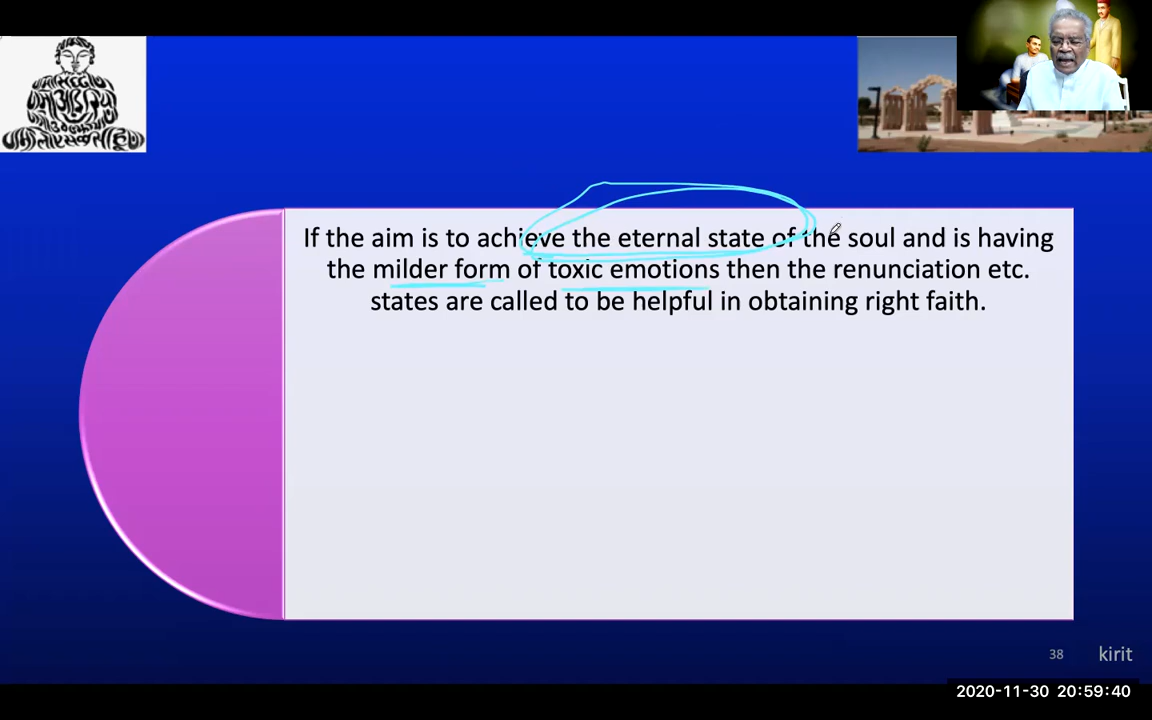 If the aim is to achieve the eternal state of the soul and is having
the milder form of toxic emotions then the renunciation etc.
states are called to be helpful in obtaining right faith.
38
kirit
2020-11-30 20:59:40